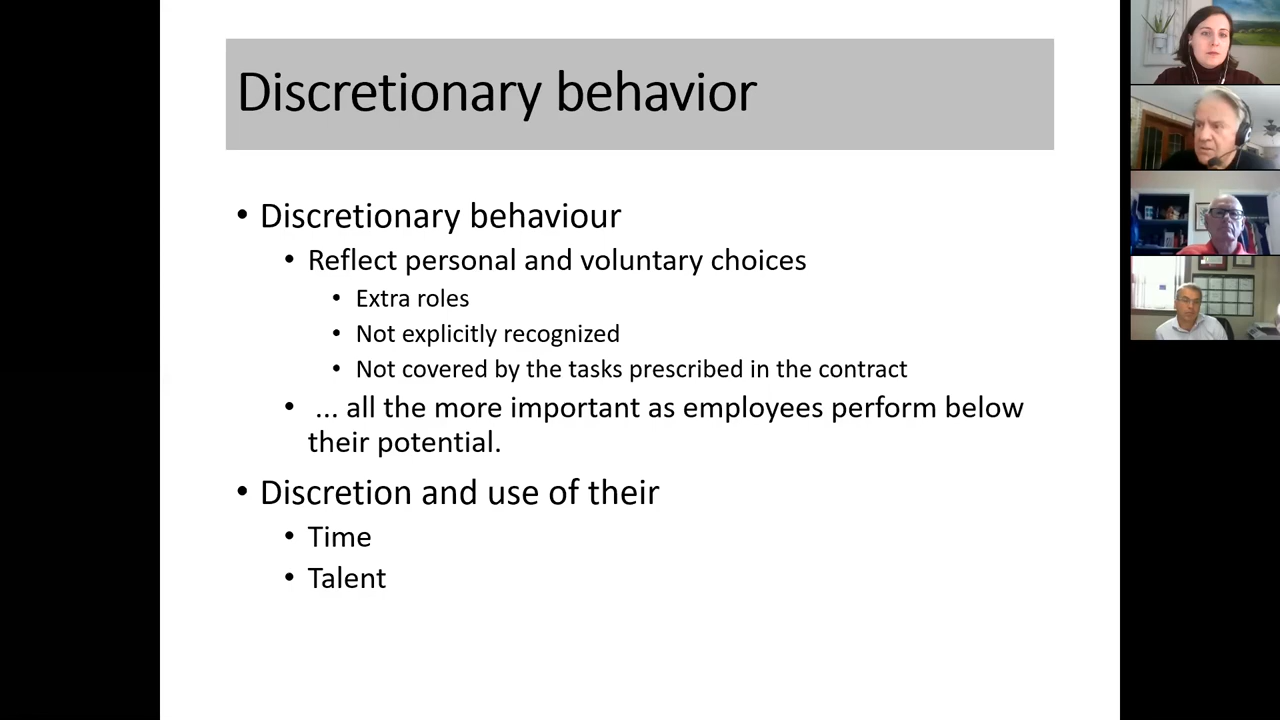 Discretionary behavior
• Discretionary behaviour
• Reflect personal and voluntary choices
• Extra roles
• Not explicitly recognized
• Not covered by the tasks prescribed in the contract
• ... all the more important as employees perform below
their potential.
• Discretion and use of their
• Time
• Talent